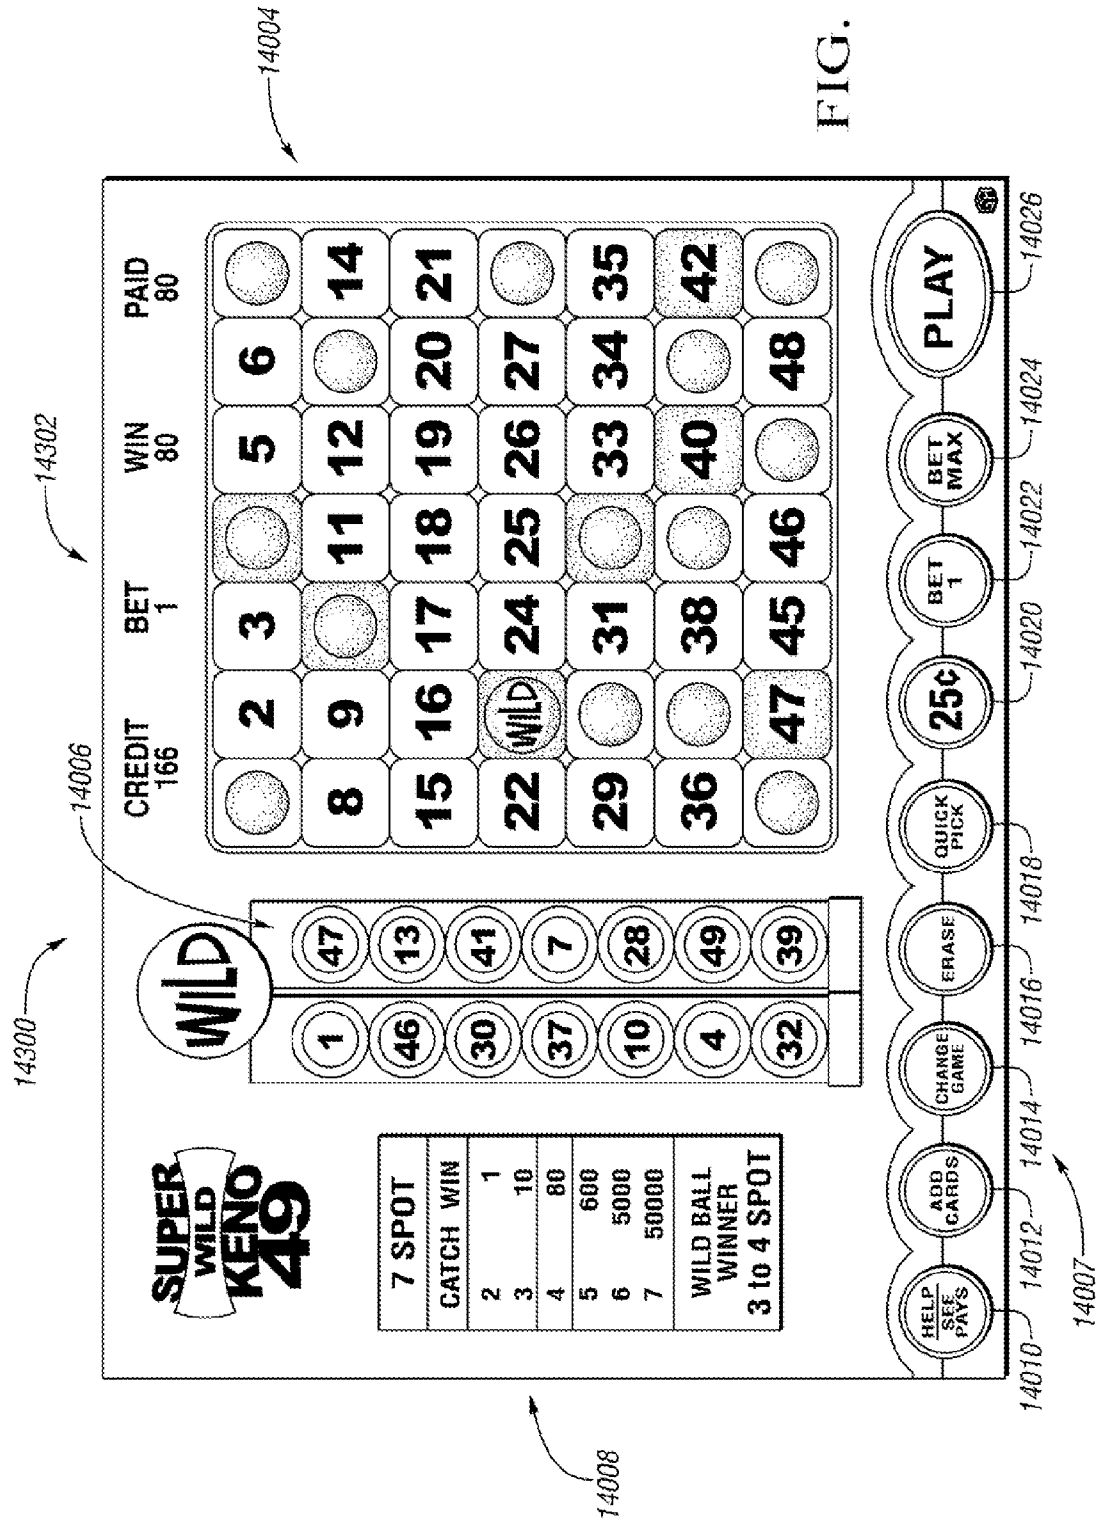 FIG.
14300
14302
14004
14006
14008
SUPER
WILD
KENO
49
WILD
CREDIT BET WIN PAID
166 1 80 80
7 SPOT
CATCH WIN
2 1
3 10
4 80
5 600
6 5000
7 50000
WILD BALL
WINNER
3 to 4 SPOT
1 47
46 13
30 41
37 7
10 28
4 49
32 39
2 3 5 6
8 9 11 12 14
15 16 17 18 19 20 21
22 WILD 24 25 26 27
29 31 33 34 35
36 38 40 42
47 45 46 48
HELP
SEE
PAYS
ADD
CARDS
CHANGE
GAME
ERASE
QUICK
PICK
25¢
BET
1
BET
MAX
PLAY
14010
14012
14014
14016
14018
14020
14022
14024
14026
14007